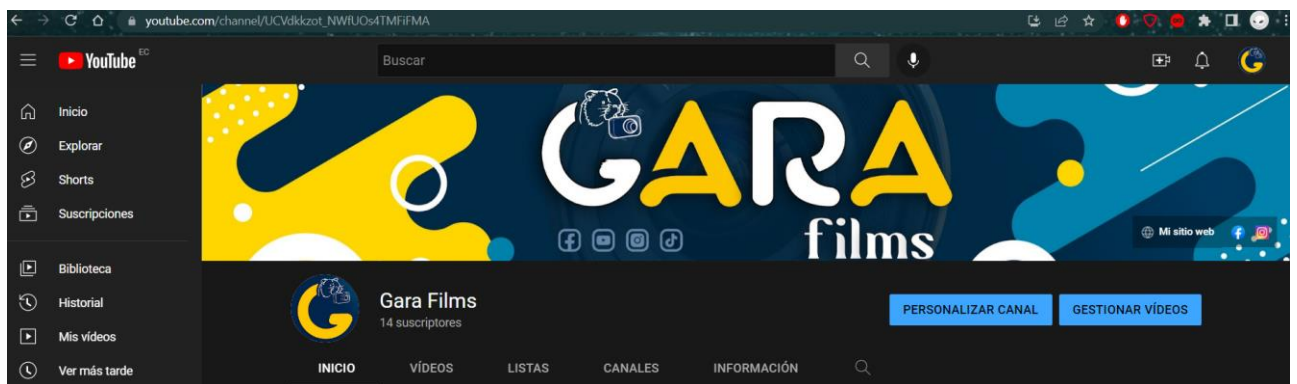 youtube.com/channel/UCVdkkzot_NWfUOs4TMFiFMA
YouTube EC
Buscar
Inicio
Explorar
Shorts
Suscripciones
Biblioteca
Historial
Mis vídeos
Ver más tarde
GARA
films
Mi sitio web
Gara Films
14 suscriptores
PERSONALIZAR CANAL GESTIONAR VÍDEOS
INICIO VÍDEOS LISTAS CANALES INFORMACIÓN